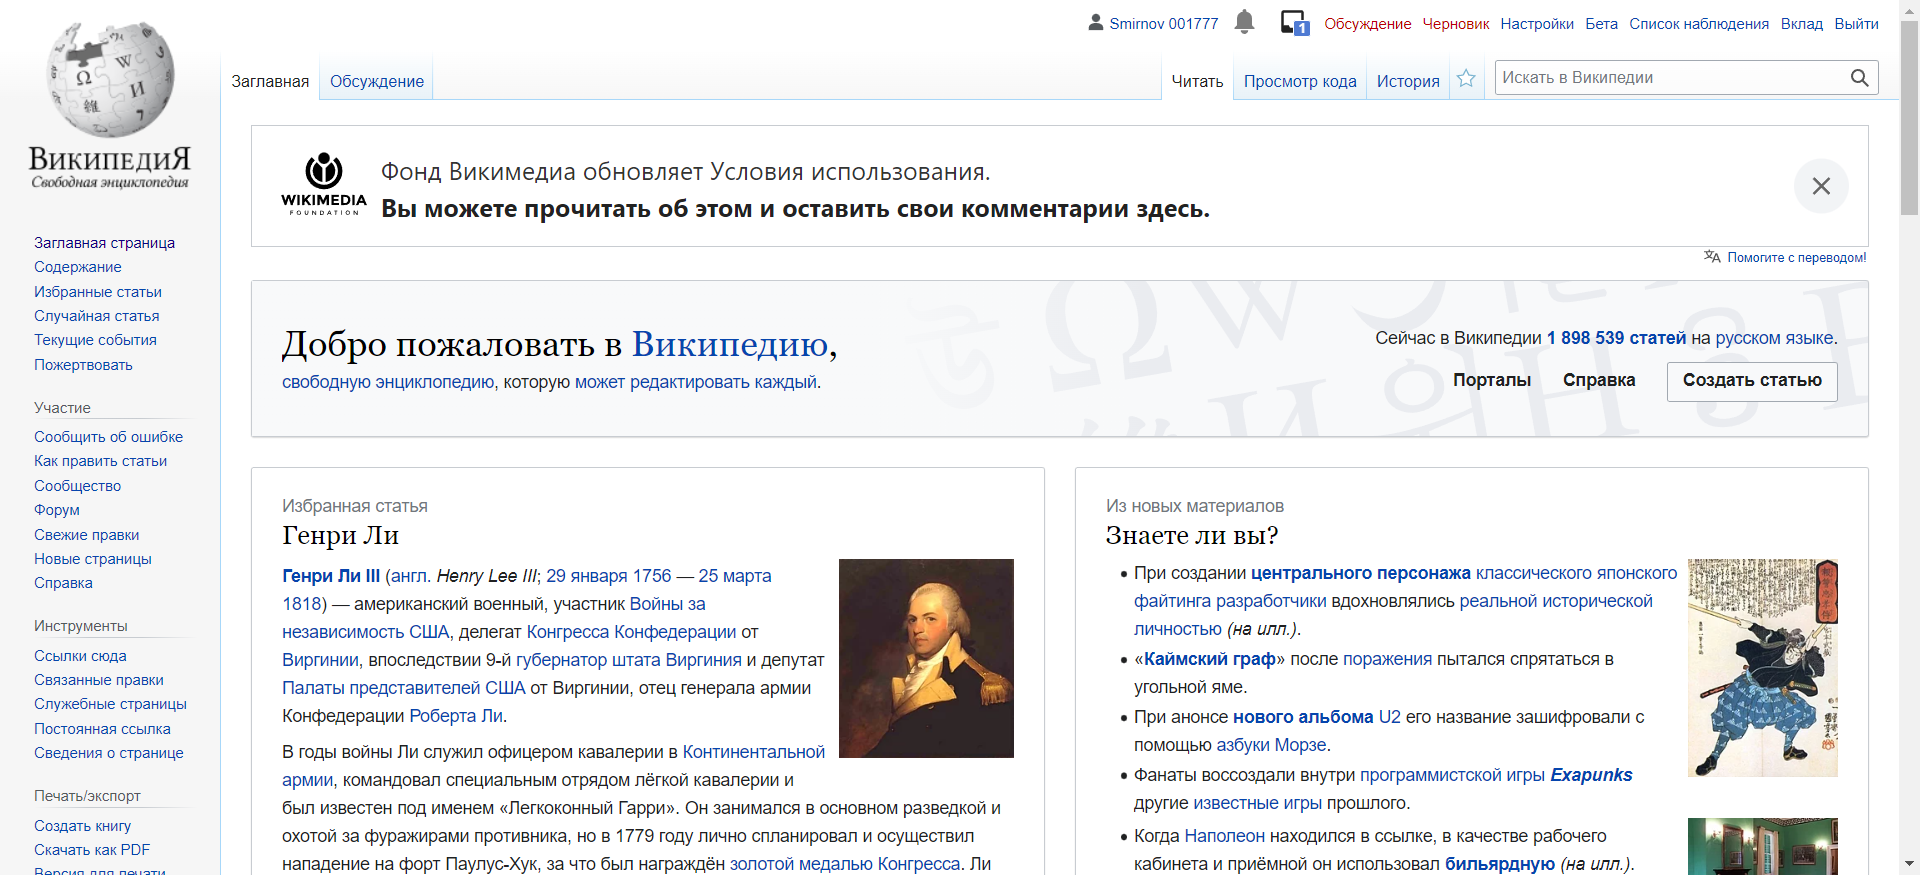 Smirnov 001777
1
Обсуждение Черновик Настройки Бета Список наблюдения Вклад Выйти
Заглавная Обсуждение
Читать Просмотр кода История
Искать в Википедии
ВИКИПЕДИЯ
Свободная энциклопедия
Заглавная страница
Содержание
Избранные статьи
Случайная статья
Текущие события
Пожертвовать
Участие
Сообщить об ошибке
Как править статьи
Сообщество
Форум
Свежие правки
Новые страницы
Справка
Инструменты
Ссылки сюда
Связанные правки
Служебные страницы
Постоянная ссылка
Сведения о странице
Печать/экспорт
Создать книгу
Скачать как PDF
Версия для печати
WIKIMEDIA
FOUNDATION
Фонд Викимедиа обновляет Условия использования.
Вы можете прочитать об этом и оставить свои комментарии здесь.
Помогите с переводом!
Добро пожаловать в Википедию,
свободную энциклопедию, которую может редактировать каждый.
Сейчас в Википедии 1 898 539 статей на русском языке.
Порталы Справка Создать статью
Избранная статья
Генри Ли
Генри Ли III (англ. Henry Lee III; 29 января 1756 — 25 марта
1818) — американский военный, участник Войны за
независимость США, делегат Конгресса Конфедерации от
Виргинии, впоследствии 9-й губернатор штата Виргиния и депутат
Палаты представителей США от Виргинии, отец генерала армии
Конфедерации Роберта Ли.
В годы войны Ли служил офицером кавалерии в Континентальной
армии, командовал специальным отрядом лёгкой кавалерии и
был известен под именем «Легкоконный Гарри». Он занимался в основном разведкой и
охотой за фуражирами противника, но в 1779 году лично спланировал и осуществил
нападение на форт Паулус-Хук, за что был награждён золотой медалью Конгресса. Ли
Из новых материалов
Знаете ли вы?
При создании центрального персонажа классического японского
файтинга разработчики вдохновлялись реальной исторической
личностью (на илл.).
«Каймский граф» после поражения пытался спрятаться в
угольной яме.
При анонсе нового альбома U2 его название зашифровали с
помощью азбуки Морзе.
Фанаты воссоздали внутри программистской игры Exapunks
другие известные игры прошлого.
Когда Наполеон находился в ссылке, в качестве рабочего
кабинета и приёмной он использовал бильярдную (на илл.).